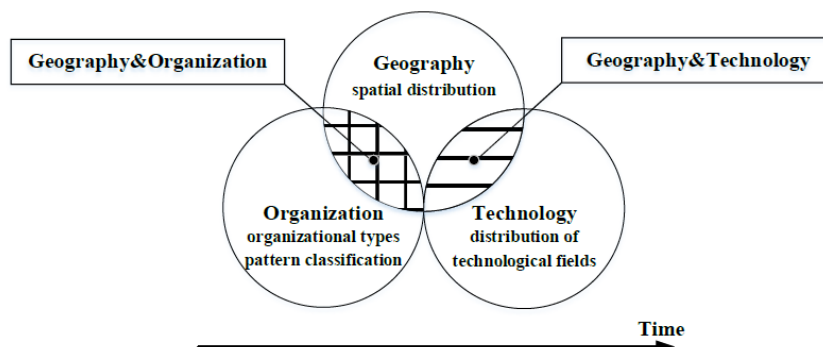 Geography&Organization
Geography
spatial distribution
Geography&Technology
Organization
organizational types
pattern classification
Technology
distribution of
technological fields
Time